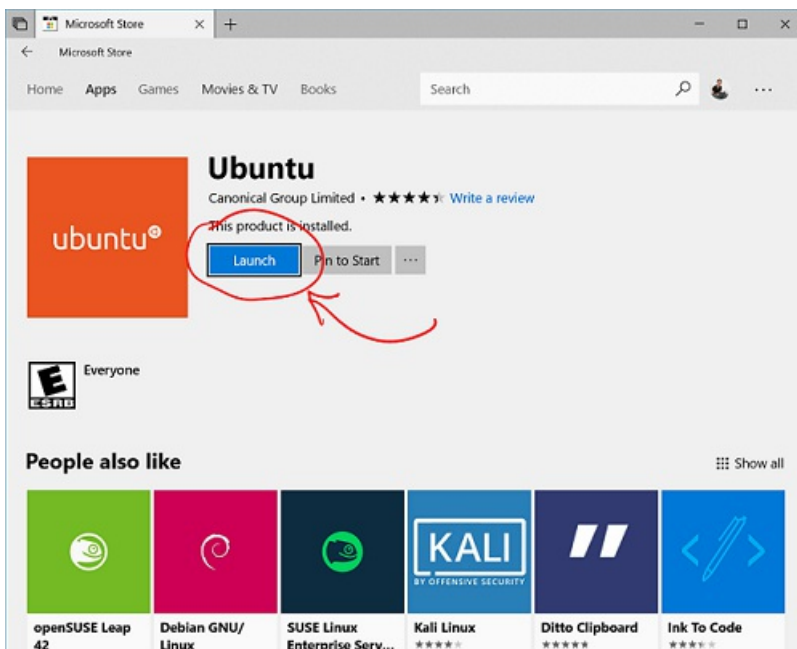 Microsoft Store
Microsoft Store
Home Apps Games Movies & TV Books Search
ubuntu
Ubuntu
Canonical Group Limited • Write a review
This product is installed.
Launch Pin to Start ...
E
ESRB
Everyone
People also like
Show all
KALI
BY OFFENSIVE SECURITY
openSUSE Leap 42
Debian GNU/ Linux
SUSE Linux Enterprise Serv...
Kali Linux
Ditto Clipboard
Ink To Code